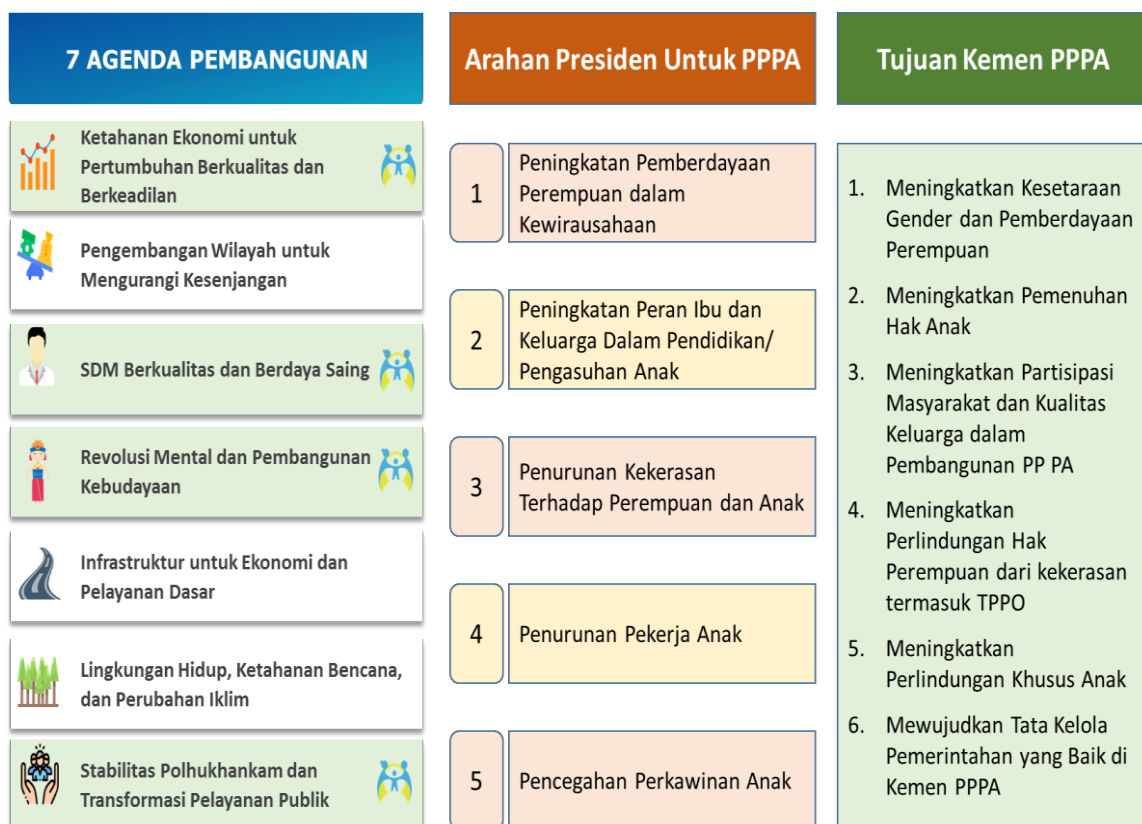 7 AGENDA PEMBANGUNAN
Ketahanan Ekonomi untuk
Pertumbuhan Berkualitas dan
Berkeadilan
Pengembangan Wilayah untuk
Mengurangi Kesenjangan
SDM Berkualitas dan Berdaya Saing
Revolusi Mental dan Pembangunan
Kebudayaan
Infrastruktur untuk Ekonomi dan
Pelayanan Dasar
Lingkungan Hidup, Ketahanan Bencana,
dan Perubahan Iklim
Stabilitas Polhukhankam dan
Transformasi Pelayanan Publik
Arahan Presiden Untuk PPPA
1
Peningkatan Pemberdayaan
Perempuan dalam
Kewirausahaan
2
Peningkatan Peran Ibu dan
Keluarga Dalam Pendidikan/
Pengasuhan Anak
3
Penurunan Kekerasan
Terhadap Perempuan dan Anak
4
Penurunan Pekerja Anak
5
Pencegahan Perkawinan Anak
Tujuan Kemen PPPA
1. Meningkatkan Kesetaraan
Gender dan Pemberdayaan
Perempuan
2. Meningkatkan Pemenuhan
Hak Anak
3. Meningkatkan Partisipasi
Masyarakat dan Kualitas
Keluarga dalam
Pembangunan PP PA
4. Meningkatkan
Perlindungan Hak
Perempuan dari kekerasan
termasuk TPPO
5. Meningkatkan
Perlindungan Khusus Anak
6. Mewujudkan Tata Kelola
Pemerintahan yang Baik di
Kemen PPPA